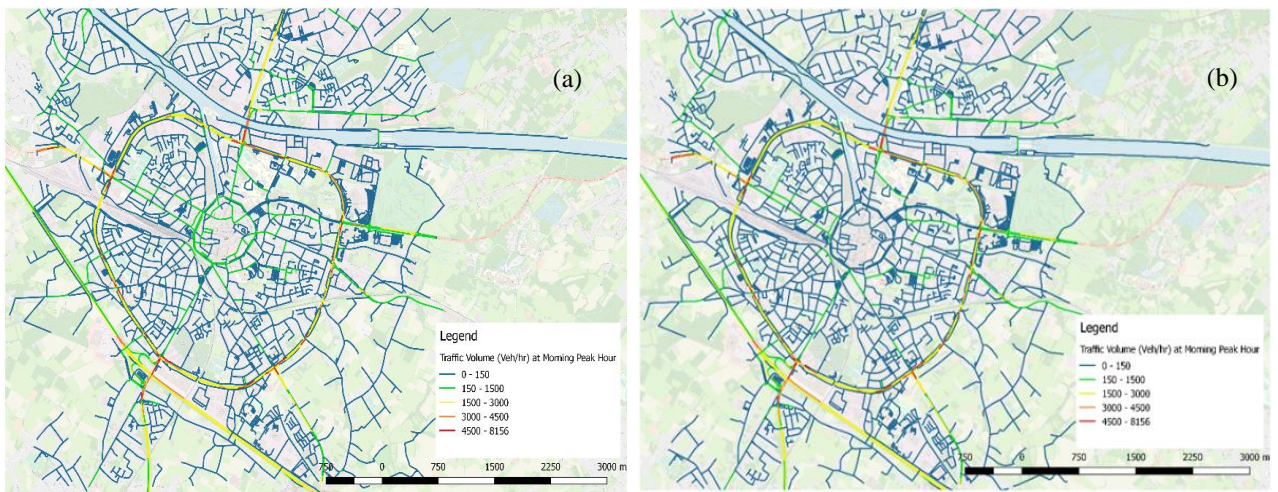 (a)
Legend
Traffic Volume (Veh/hr) at Morning Peak Hour
0 - 150
150 - 1500
1500 - 3000
3000 - 4500
4500 - 8156
750 0 750 1500 2250 3000 m
(b)
Legend
Traffic Volume (Veh/hr) at Morning Peak Hour
0 - 150
150 - 1500
1500 - 3000
3000 - 4500
4500 - 8156
750 0 750 1500 2250 3000 m